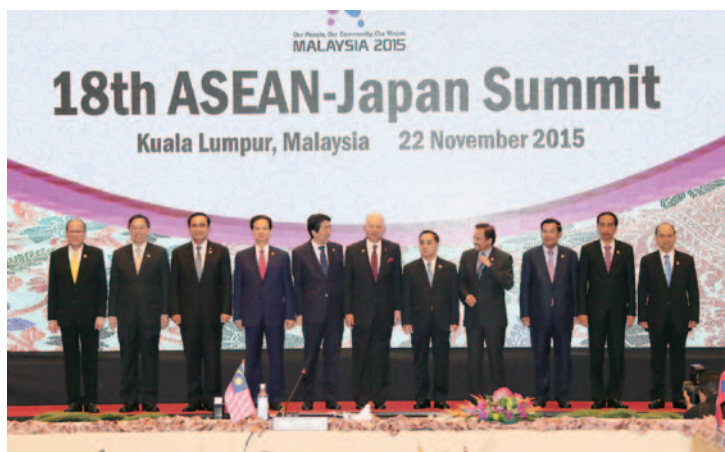 Our People, Our Community, Our Vision
MALAYSIA 2015
18th ASEAN-Japan Summit
Kuala Lumpur, Malaysia 22 November 2015